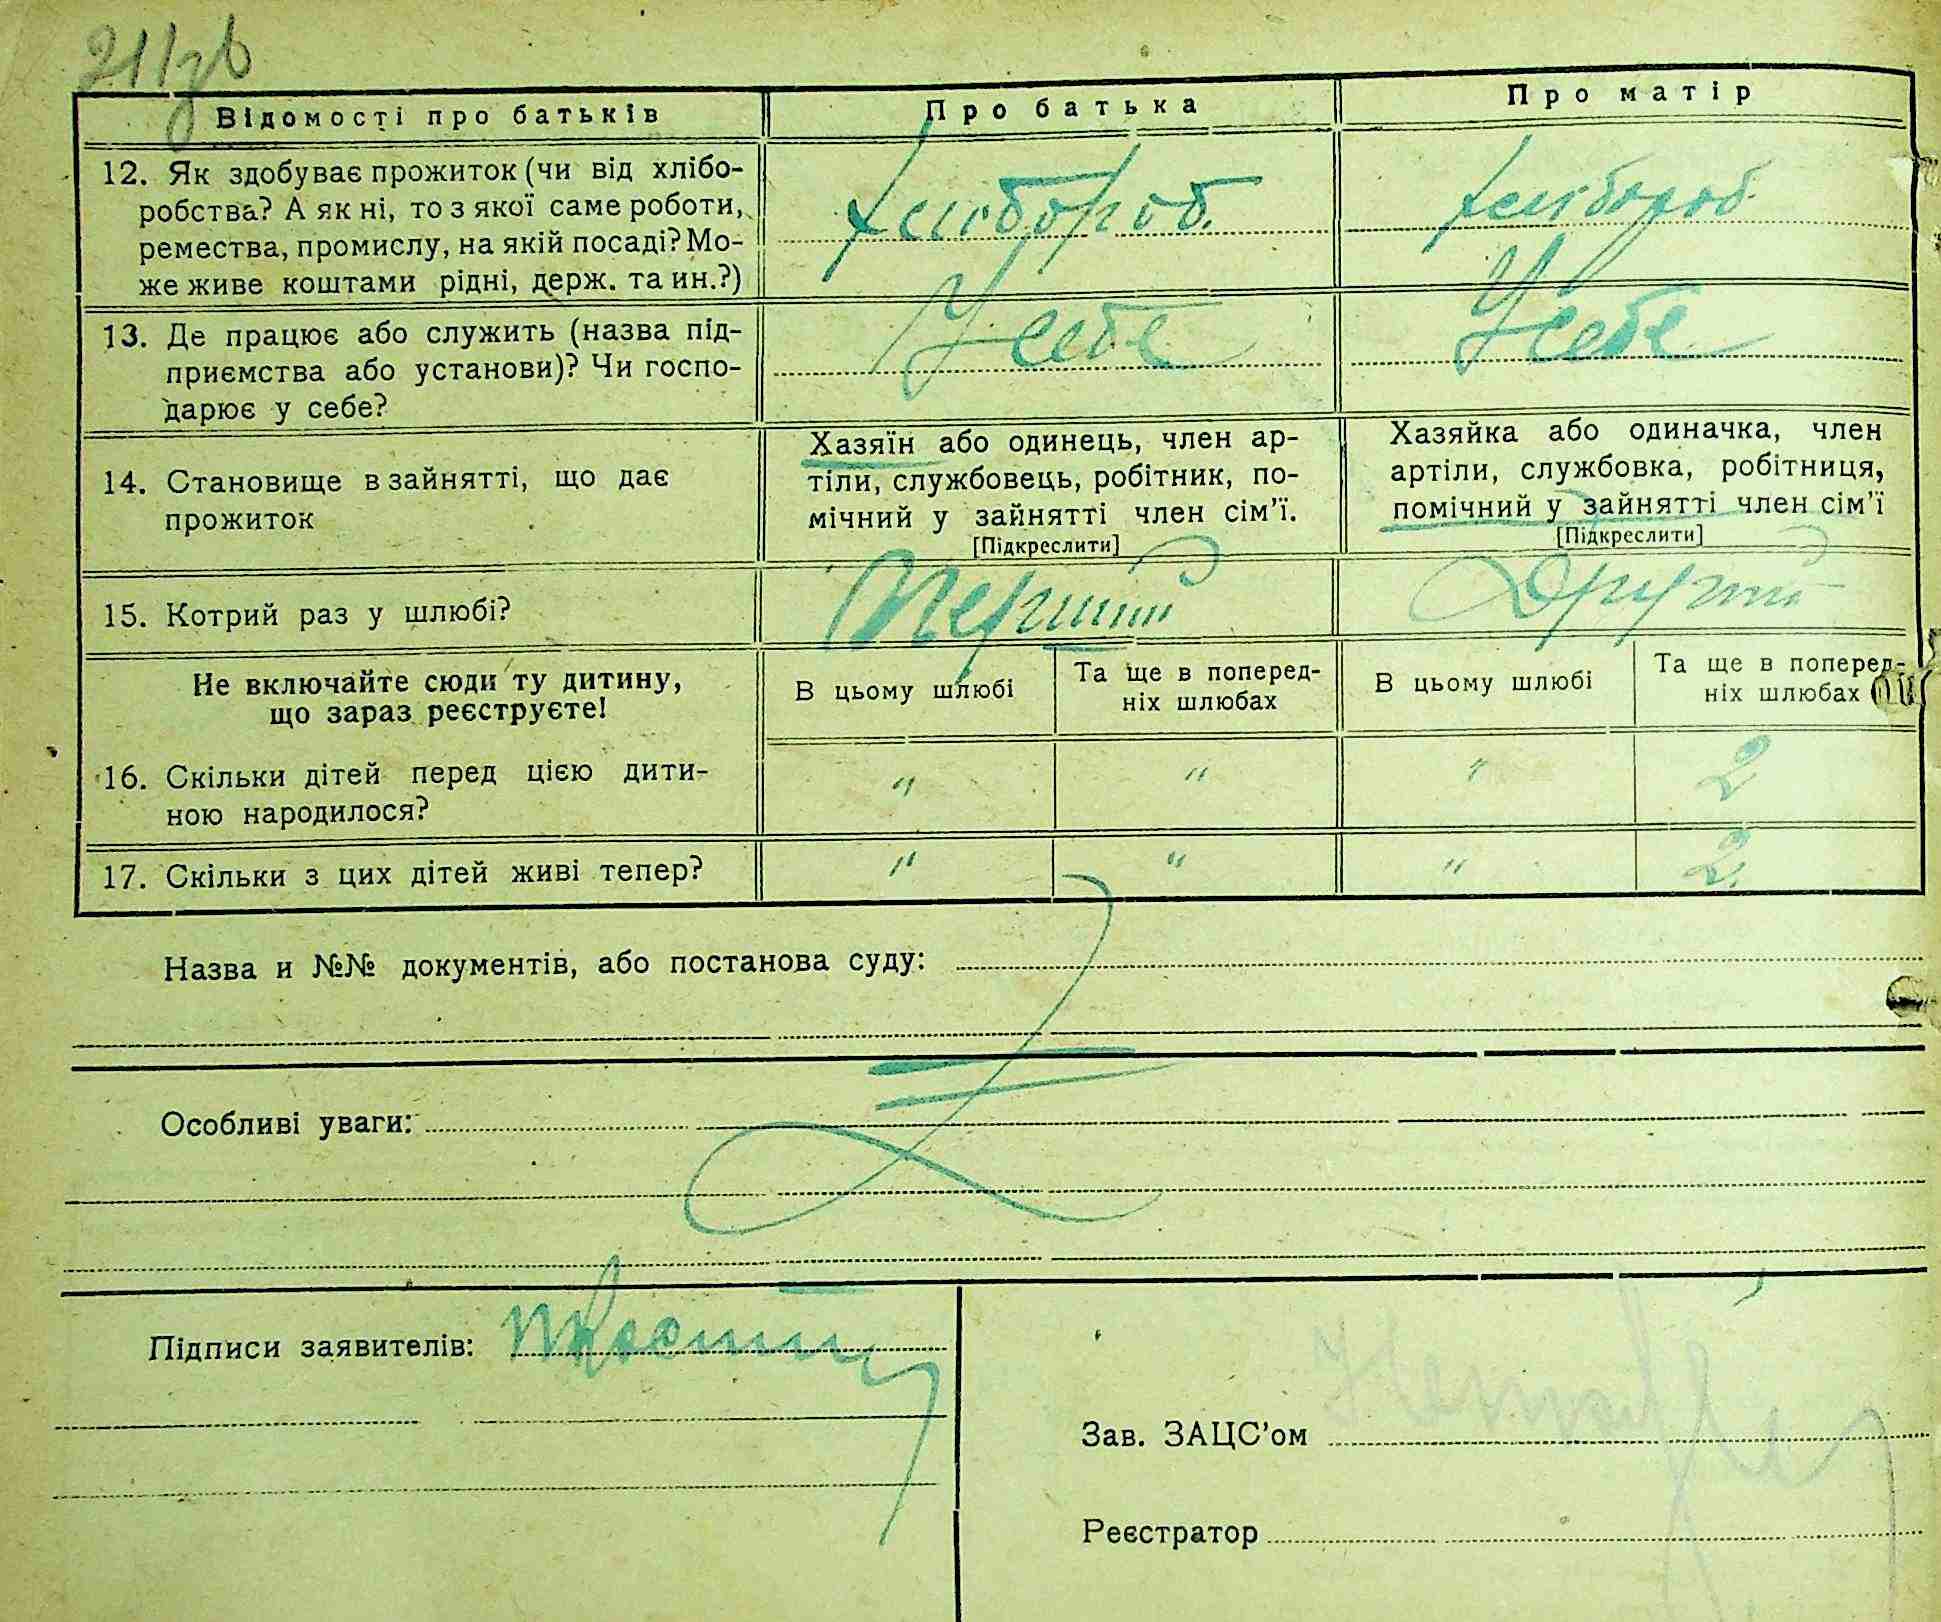 211зв
Відомості про батьків
Про батька
Про матір
12. Як здобуває прожиток (чи від хлібо-
робства? А як ні, то з якої саме роботи,
ремества, промислу, на якій посаді? Мо-
же живе коштами рідні, держ. та ин.?)
хлібороб.
хлібороб.
13. Де працює або служить (назва під-
приємства або установи)? Чи госпо-
дарює у себе?
У себе
У себе
14. Становище в зайнятті, що дає
прожиток
Хазяїн або одинець, член ар-
тіли, службовець, робітник, по-
мічний у зайнятті член сім'ї.
[Підкреслити]
Хазяйка або одиначка, член
артіли, службовка, робітниця,
помічний у зайнятті член сім'ї
[Підкреслити]
15. Котрий раз у шлюбі?
Перший
Другий
Не включайте сюди ту дитину,
що зараз реєструєте!
В цьому шлюбі
Та ще в поперед-
ніх шлюбах
В цьому шлюбі
Та ще в поперед-
ніх шлюбах
16. Скільки дітей перед цією дити-
ною народилося?
" " " 2
17. Скільки з цих дітей живі тепер?
" " " 2
Назва и №№ документів, або постанова суду:
Особливі уваги:
Підписи заявителів:
Зав. ЗАЦС'ом
Реєстратор